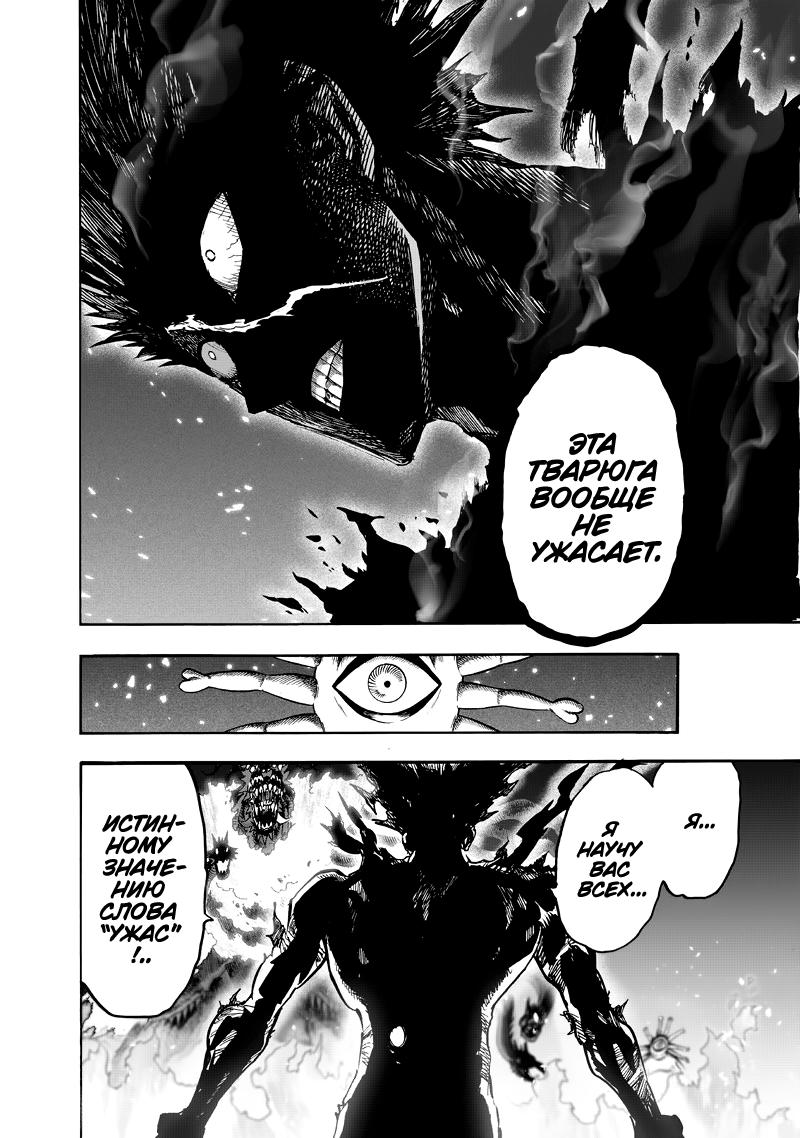 ЭТА
ТВАРЮГА
ВООБЩЕ
НЕ
УЖАСАЕТ.
Я...
Я
НАУЧУ
ВАС
ВСЕХ...
ИСТИН-
НОМУ
ЗНАЧЕ-
НИЮ
СЛОВА
"УЖАС"
!..